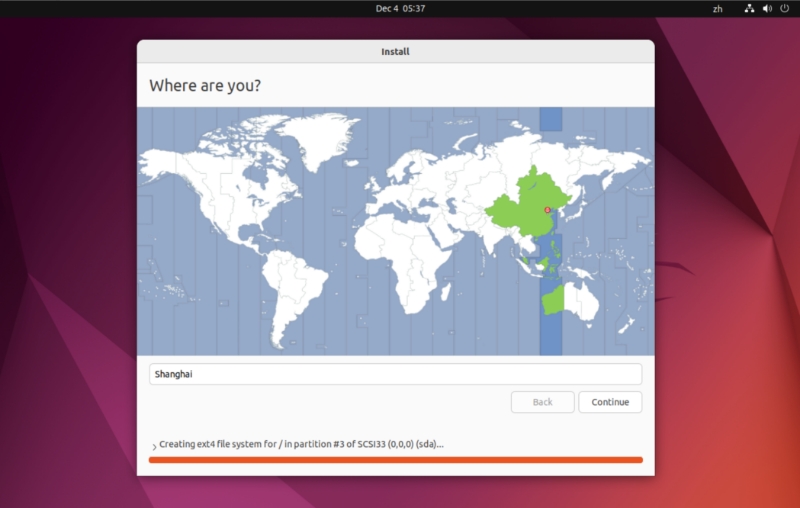 Dec 4 05:37
zh
Install
Where are you?
Shanghai
Back
Continue
Creating ext4 file system for / in partition #3 of SCSI33 (0,0,0) (sda)...